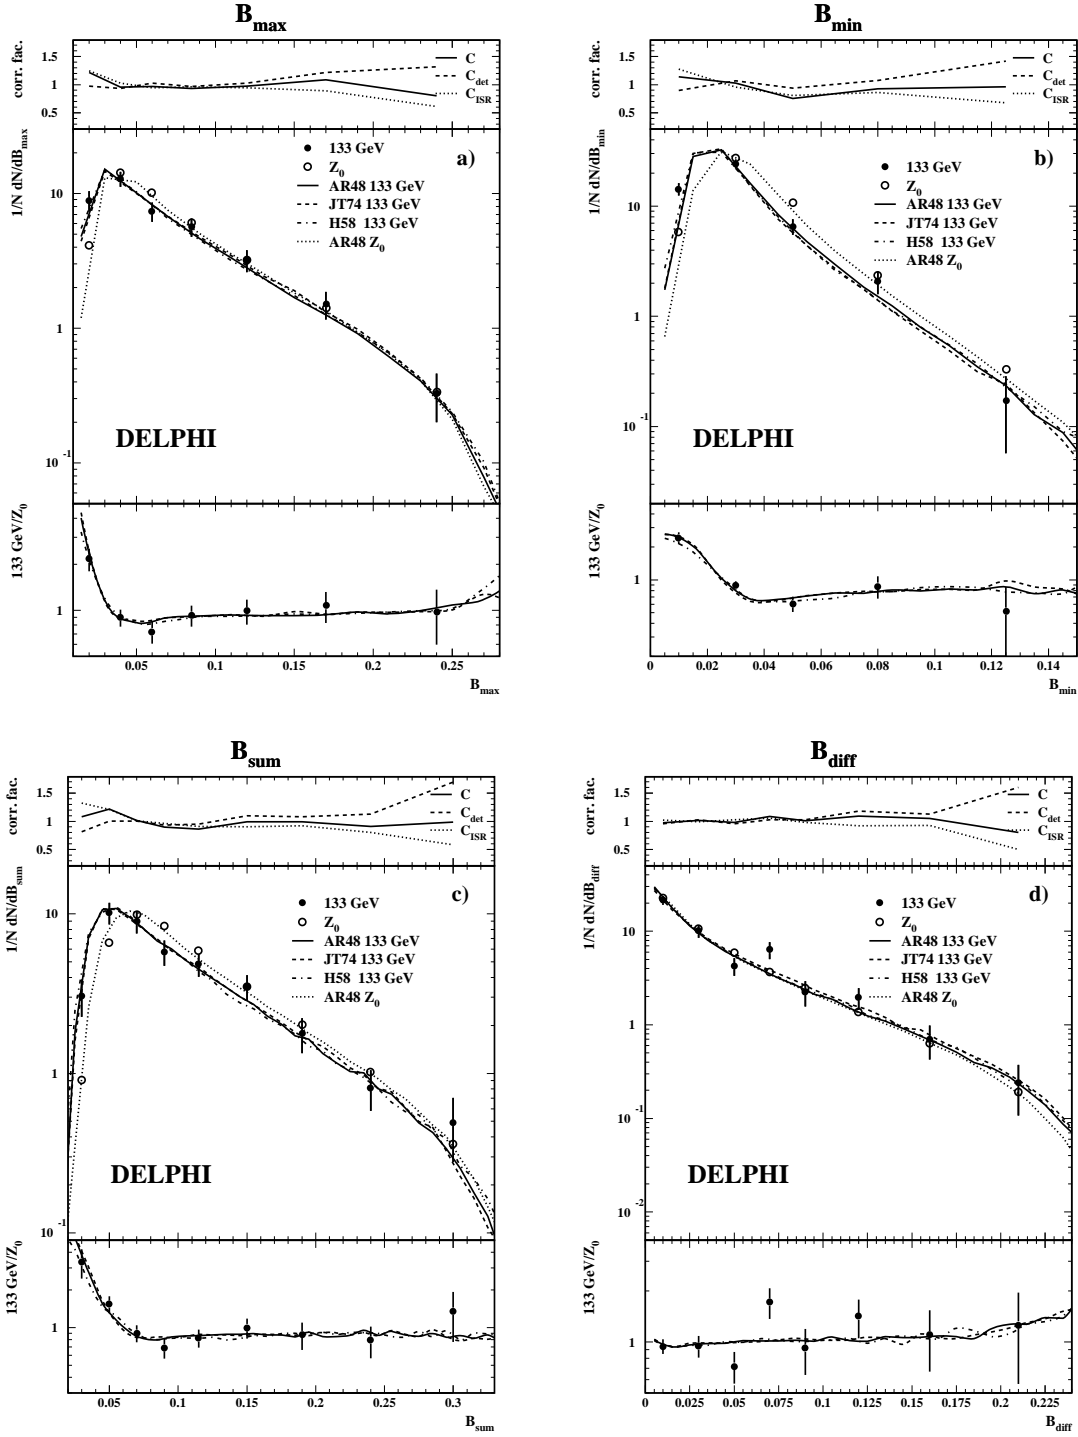 B_max
corr. fac.
1.5
1
0.5
C
C_det
C_ISR
1/N dN/dB_max
10
1
10^-1
a)
133 GeV
Z_0
AR48 133 GeV
JT74 133 GeV
H58 133 GeV
AR48 Z_0
DELPHI
133 GeV/Z_0
1
0.05
0.1
0.15
0.2
0.25
B_max
B_min
corr. fac.
1.5
1
0.5
C
C_det
C_ISR
1/N dN/dB_min
10
1
10^-1
b)
133 GeV
Z_0
AR48 133 GeV
JT74 133 GeV
H58 133 GeV
AR48 Z_0
DELPHI
133 GeV/Z_0
1
0
0.02
0.04
0.06
0.08
0.1
0.12
0.14
B_min
B_sum
corr. fac.
1.5
1
0.5
C
C_det
C_ISR
1/N dN/dB_sum
10
1
10^-1
c)
133 GeV
Z_0
AR48 133 GeV
JT74 133 GeV
H58 133 GeV
AR48 Z_0
DELPHI
133 GeV/Z_0
1
0.05
0.1
0.15
0.2
0.25
0.3
B_sum
B_diff
corr. fac.
1.5
1
0.5
C
C_det
C_ISR
1/N dN/dB_diff
10
1
10^-1
10^-2
d)
133 GeV
Z_0
AR48 133 GeV
JT74 133 GeV
H58 133 GeV
AR48 Z_0
DELPHI
133 GeV/Z_0
1
0
0.025
0.05
0.075
0.1
0.125
0.15
0.175
0.2
0.225
B_diff